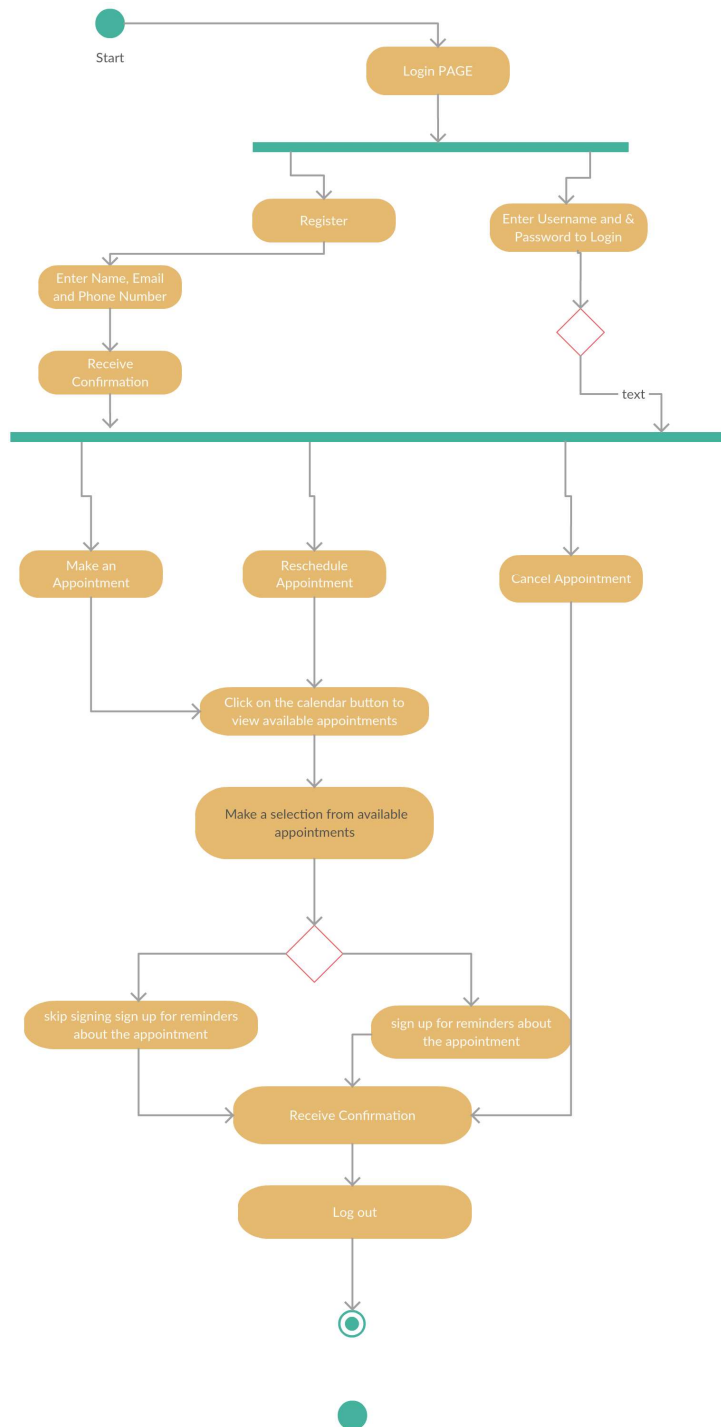 Start
Login PAGE
Register
Enter Username and &
Password to Login
Enter Name, Email
and Phone Number
Receive
Confirmation
text
Make an
Appointment
Reschedule
Appointment
Cancel Appointment
Click on the calendar button to
view available appointments
Make a selection from available
appointments
skip signing sign up for reminders
about the appointment
sign up for reminders about
the appointment
Receive Confirmation
Log out